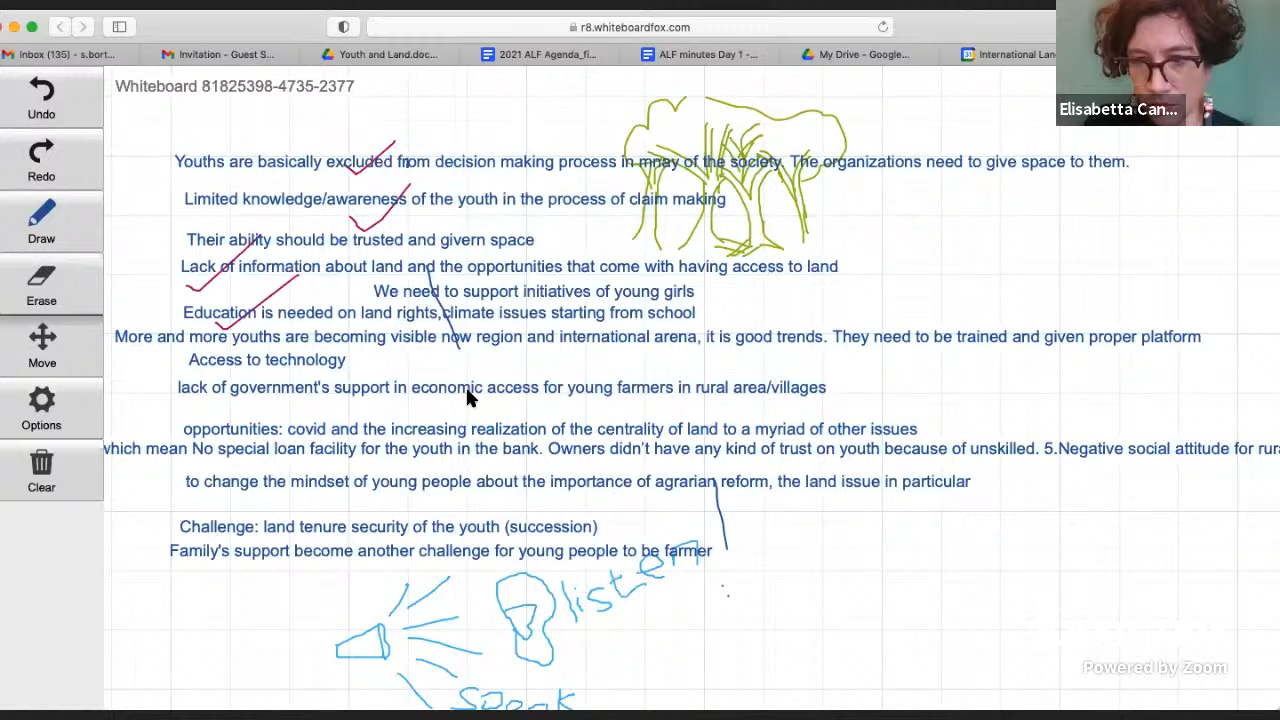 r8.whiteboardfox.com
Inbox (135) - s.bort...
Invitation - Guest S...
Youth and Land.doc...
2021 ALF Agenda_fi...
ALF minutes Day 1 -...
My Drive - Google...
International Lan
Elisabetta Can...
Whiteboard 81825398-4735-2377
Undo
Redo
Draw
Erase
Move
Options
Clear
Youths are basically excluded from decision making process in mnay of the society. The organizations need to give space to them.
Limited knowledge/awareness of the youth in the process of claim making
Their ability should be trusted and givern space
Lack of information about land and the opportunities that come with having access to land
We need to support initiatives of young girls
Education is needed on land rights,climate issues starting from school
More and more youths are becoming visible now region and international arena, it is good trends. They need to be trained and given proper platform
Access to technology
lack of government's support in economic access for young farmers in rural area/villages
opportunities: covid and the increasing realization of the centrality of land to a myriad of other issues
which mean No special loan facility for the youth in the bank. Owners didn't have any kind of trust on youth because of unskilled. 5.Negative social attitude for rura
to change the mindset of young people about the importance of agrarian reform, the land issue in particular
Challenge: land tenure security of the youth (succession)
Family's support become another challenge for young people to be farmer
listen
Speak
Powered by Zoom